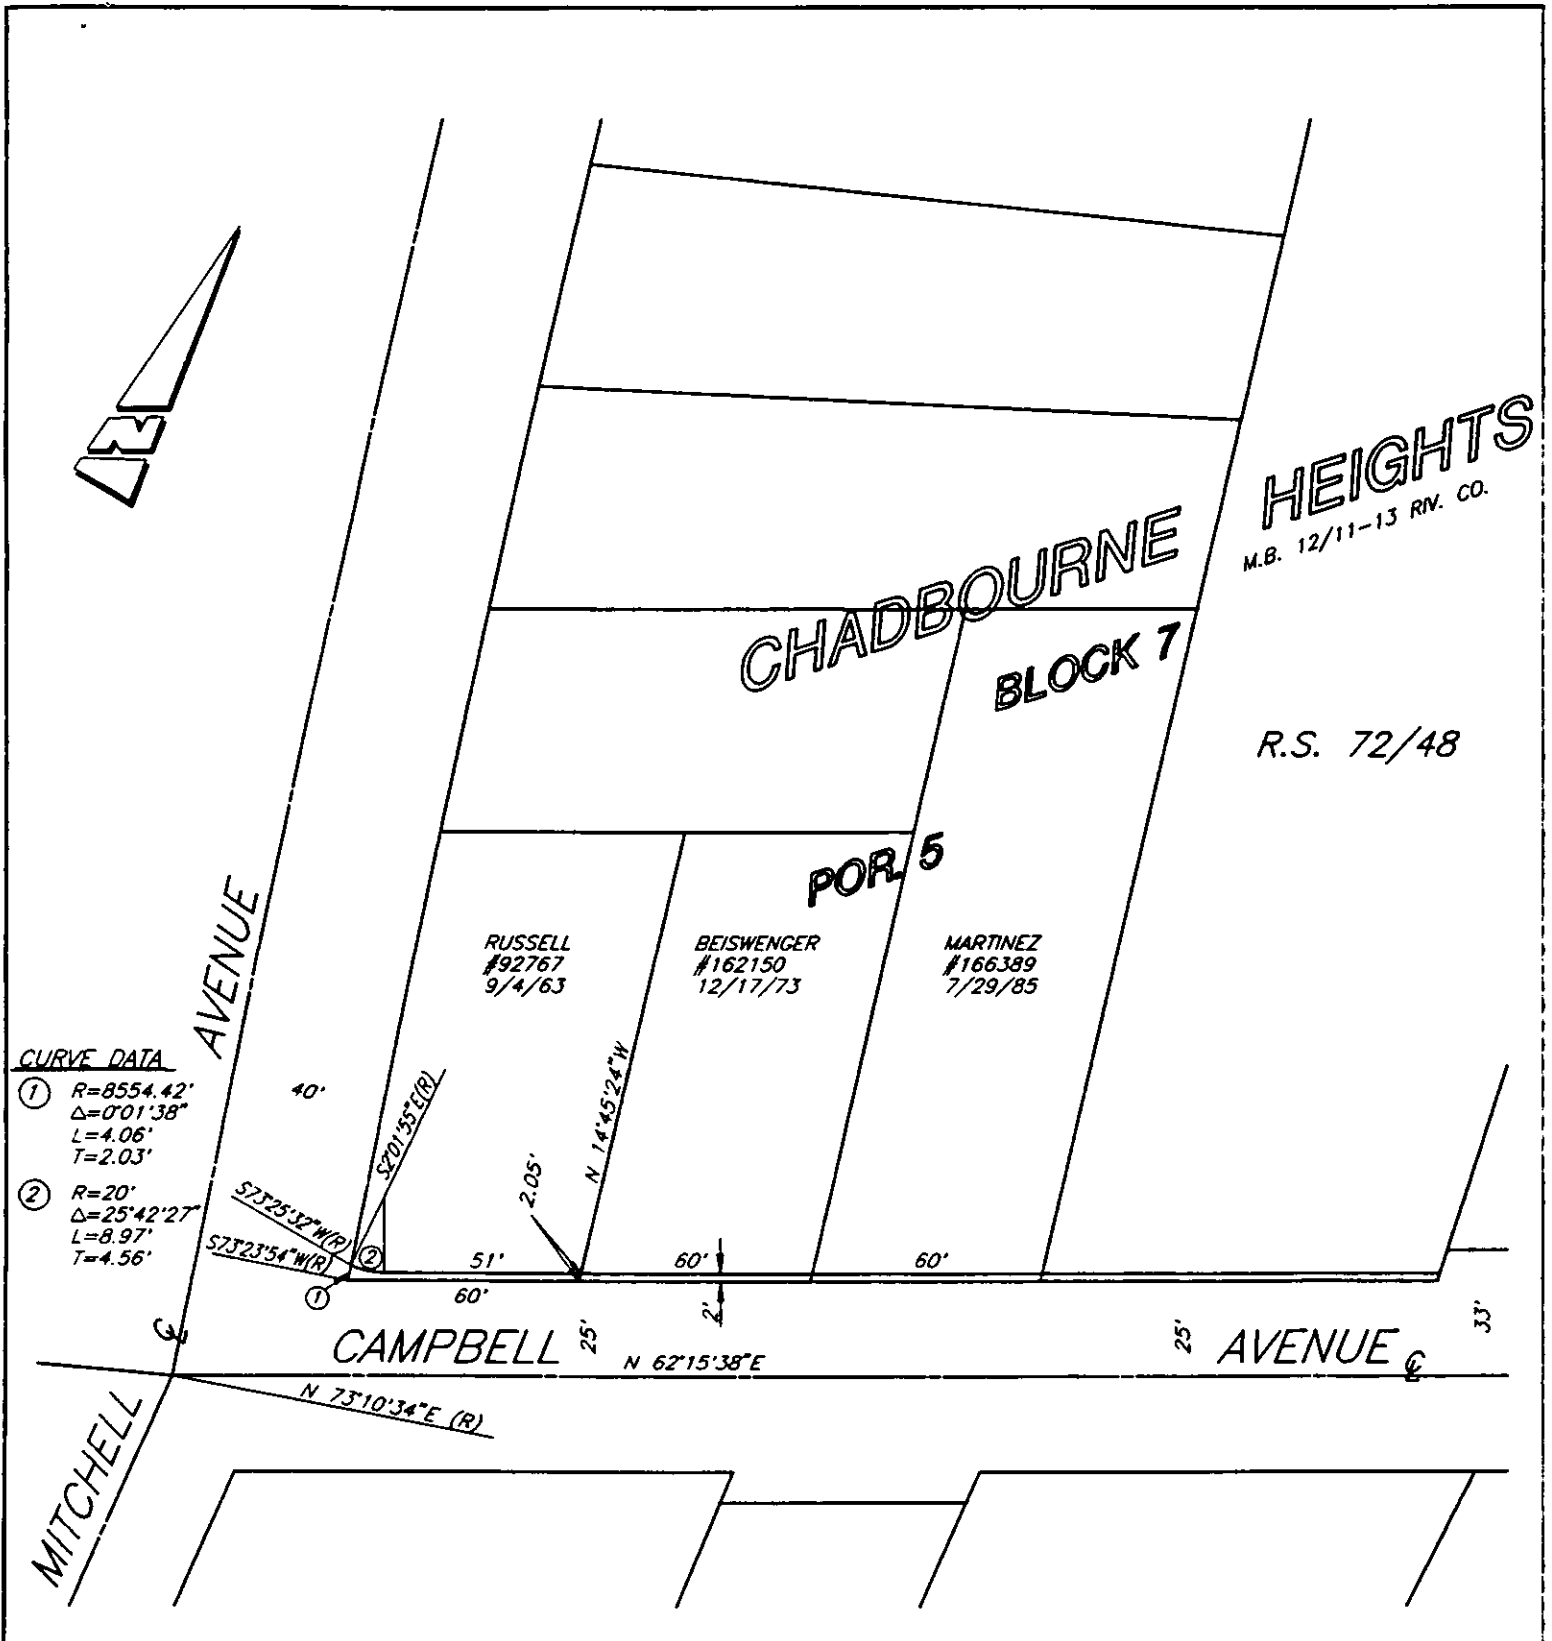 N
HEIGHTS
M.B. 12/11-13 RIV. CO.
CHADBOURNE
BLOCK 7
R.S. 72/48
POR. 5
RUSSELL
#92767
9/4/63
BEISWENGER
#162150
12/17/73
MARTINEZ
#166389
7/29/85
AVENUE
CURVE DATA
1 R=8554.42'
Δ=0°01'38"
L=4.06'
T=2.03'
2 R=20'
Δ=25°42'27"
L=8.97'
T=4.56'
40'
S2°01'55"E(R)
N 14°45'24"W
2.05'
S73°25'32"W(R)
S73°23'54"W(R)
2
51'
60'
60'
1
60'
2'
25'
25'
33'
CAMPBELL
N 62°15'38"E
AVENUE
N 73°10'34"E (R)
MITCHELL